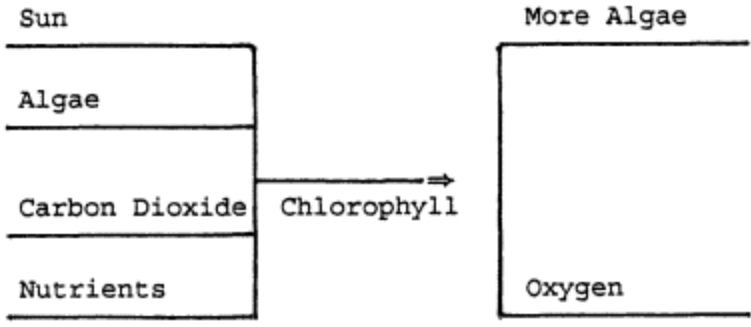 Sun
Algae
Carbon Dioxide
Nutrients
Chlorophyll
More Algae
Oxygen